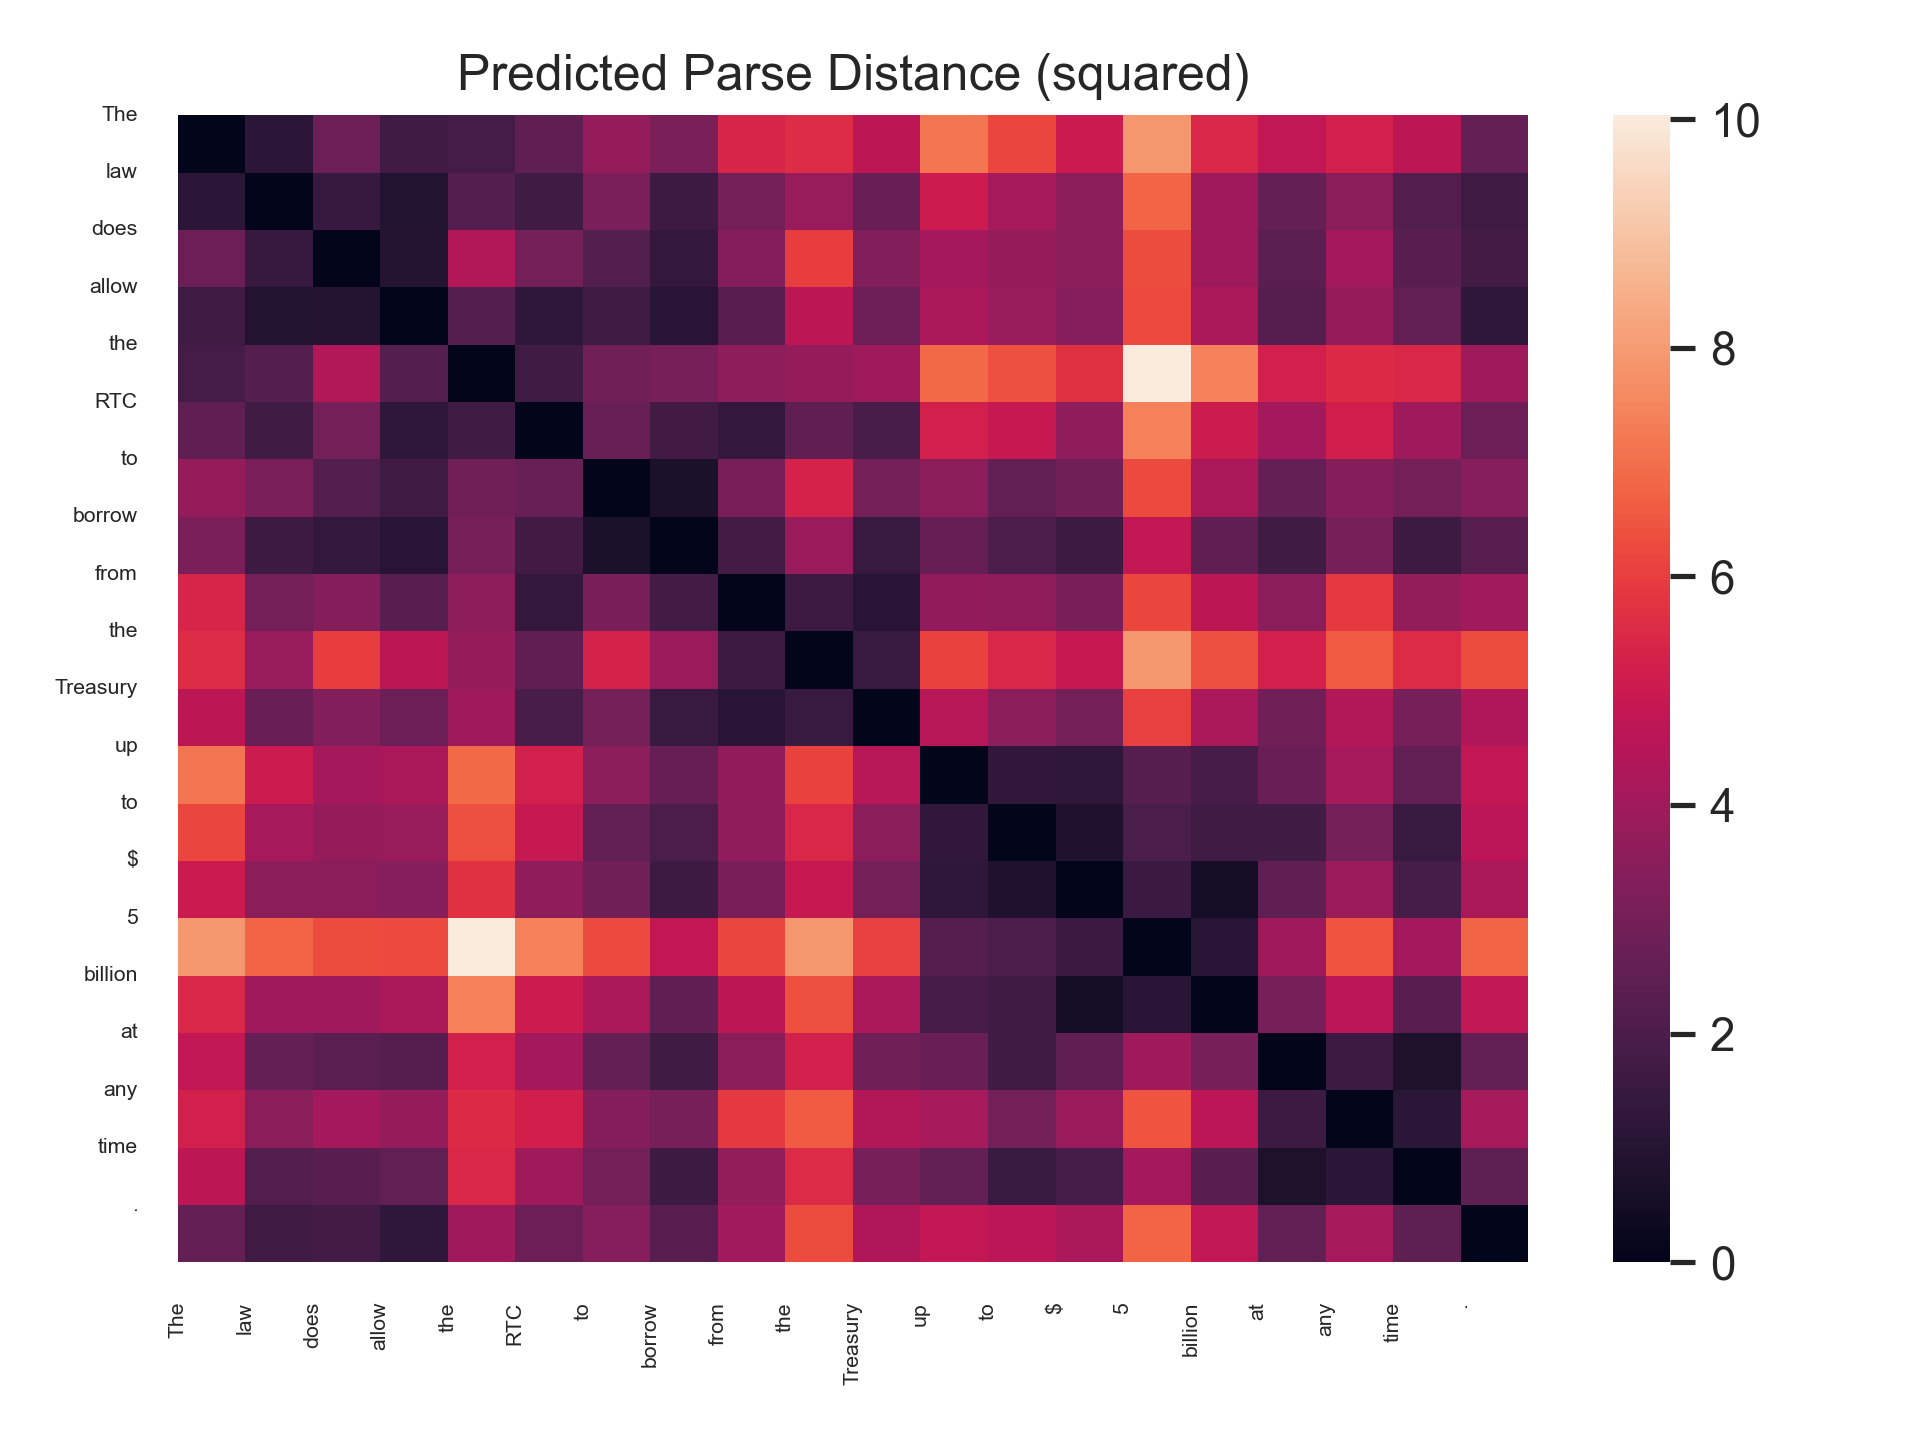 Predicted Parse Distance (squared)
The
law
does
allow
the
RTC
to
borrow
from
the
Treasury
up
to
$
5
billion
at
any
time
.
The
law
does
allow
the
RTC
to
borrow
from
the
Treasury
up
to
$
5
billion
at
any
time
.
10
8
6
4
2
0